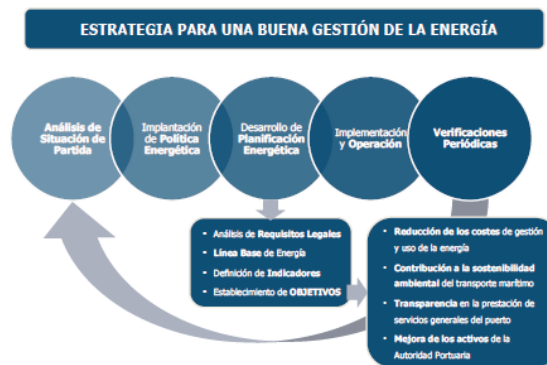 ESTRATEGIA PARA UNA BUENA GESTIÓN DE LA ENERGÍA
Análisis de
Situación de
Partida
Implantación
de Política
Energética
Desarrollo de
Planificación
Energética
Implementación
y Operación
Verificaciones
Periódicas
• Análisis de Requisitos Legales
• Línea Base de Energía
• Definición de Indicadores
• Establecimiento de OBJETIVOS
• Reducción de los costes de gestión
y uso de la energía
• Contribución a la sostenibilidad
ambiental del transporte marítimo
• Transparencia en la prestación de
servicios generales del puerto
• Mejora de los activos de la
Autoridad Portuaria